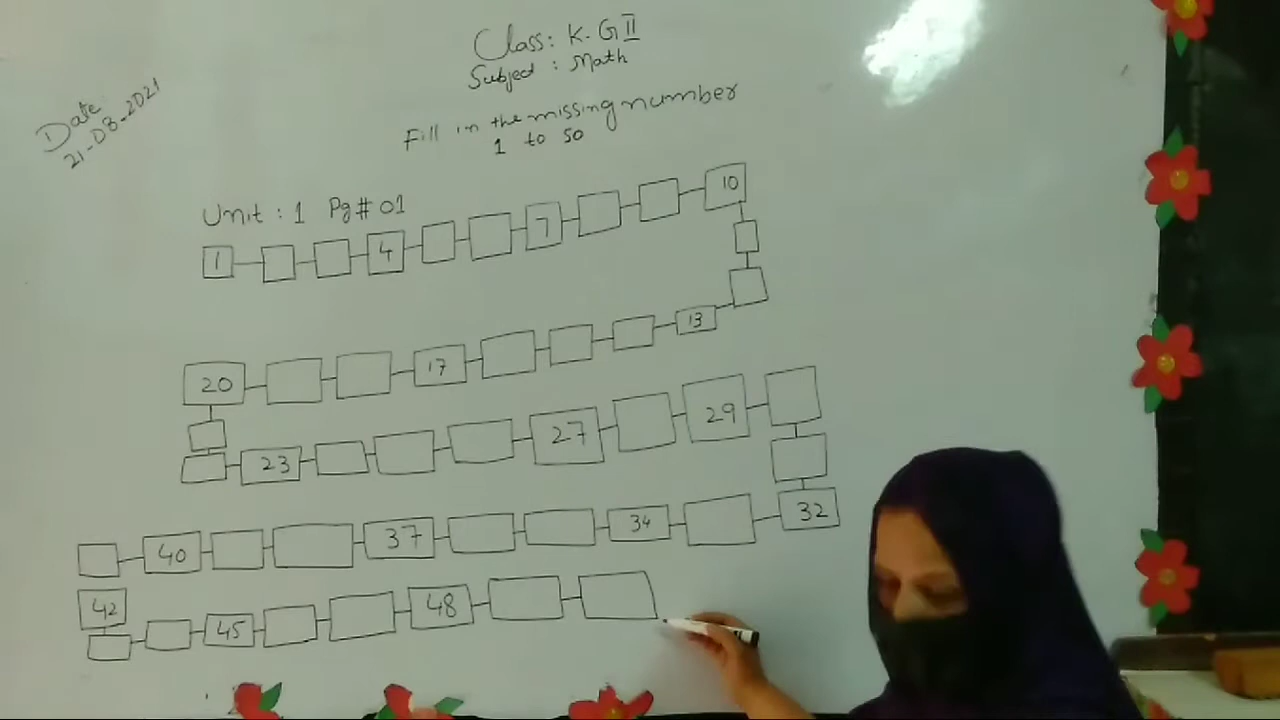 Class: K.G II
Subject : Math
Date
21-08-2021
Fill in the missing number
1 to 50
Unit : 1 Pg# 01
1 4 7 10
20 17 13
23 27 29
40 37 34 32
42 45 48